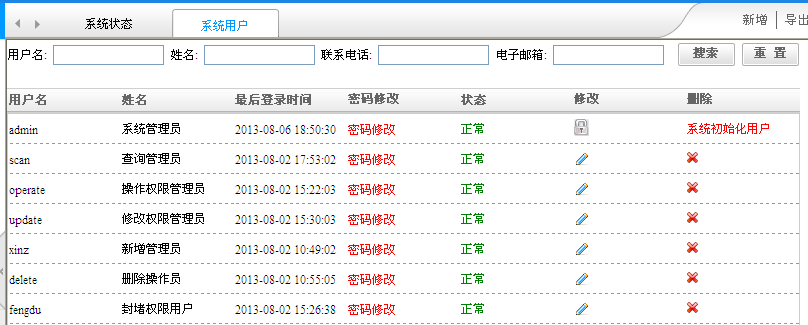 系统状态 系统用户 新增 导出
用户名: 姓名: 联系电话: 电子邮箱: 搜索 重 置
用户名 姓名 最后登录时间 密码修改 状态 修改 删除
admin 系统管理员 2013-08-06 18:50:30 密码修改 正常 系统初始化用户
scan 查询管理员 2013-08-02 17:53:02 密码修改 正常
operate 操作权限管理员 2013-08-02 15:22:03 密码修改 正常
update 修改权限管理员 2013-08-02 15:30:03 密码修改 正常
xinz 新增管理员 2013-08-02 10:49:02 密码修改 正常
delete 删除操作员 2013-08-02 10:55:05 密码修改 正常
fengdu 封堵权限用户 2013-08-02 15:26:38 密码修改 正常